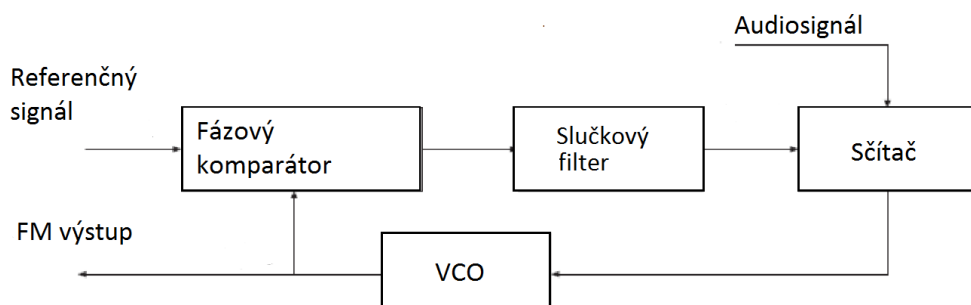 Audiosignál
Referenčný
signál
Fázový
komparátor
Slučkový
filter
Sčítač
FM výstup
VCO